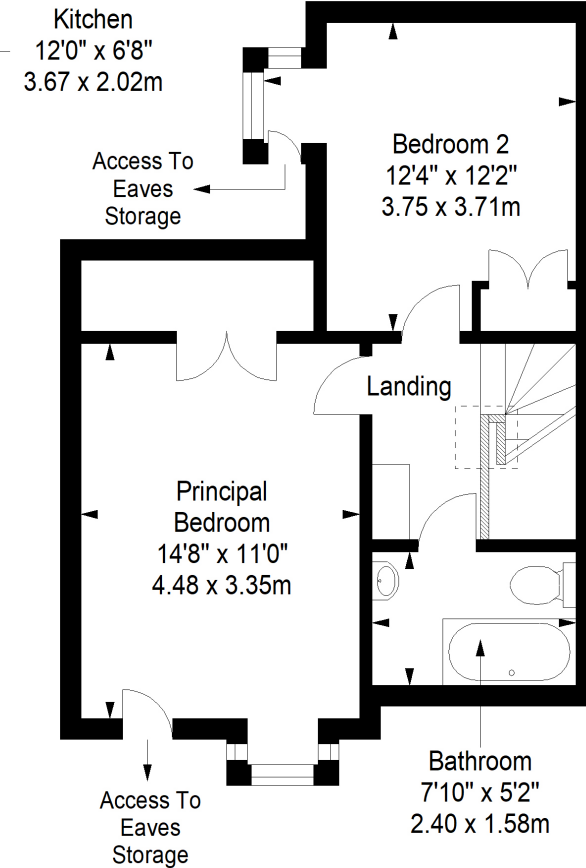 Kitchen
12'0" x 6'8"
3.67 x 2.02m
Bedroom 2
12'4" x 12'2"
3.75 x 3.71m
Access To
Eaves
Storage
Landing
Principal
Bedroom
14'8" x 11'0"
4.48 x 3.35m
Bathroom
7'10" x 5'2"
2.40 x 1.58m
Access To
Eaves
Storage